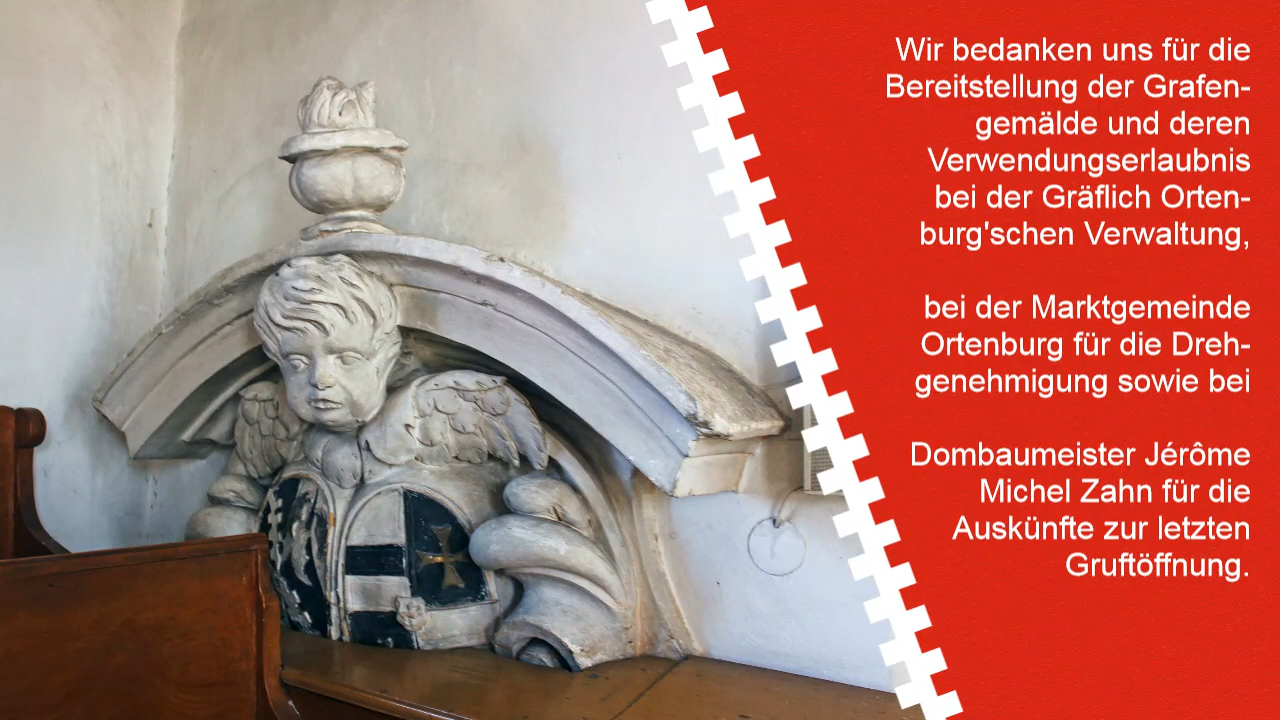 Wir bedanken uns für die
Bereitstellung der Grafen-
gemälde und deren
Verwendungserlaubnis
bei der Gräflich Orten-
burg'schen Verwaltung,
bei der Marktgemeinde
Ortenburg für die Dreh-
genehmigung sowie bei
Dombaumeister Jérôme
Michel Zahn für die
Auskünfte zur letzten
Gruftöffnung.